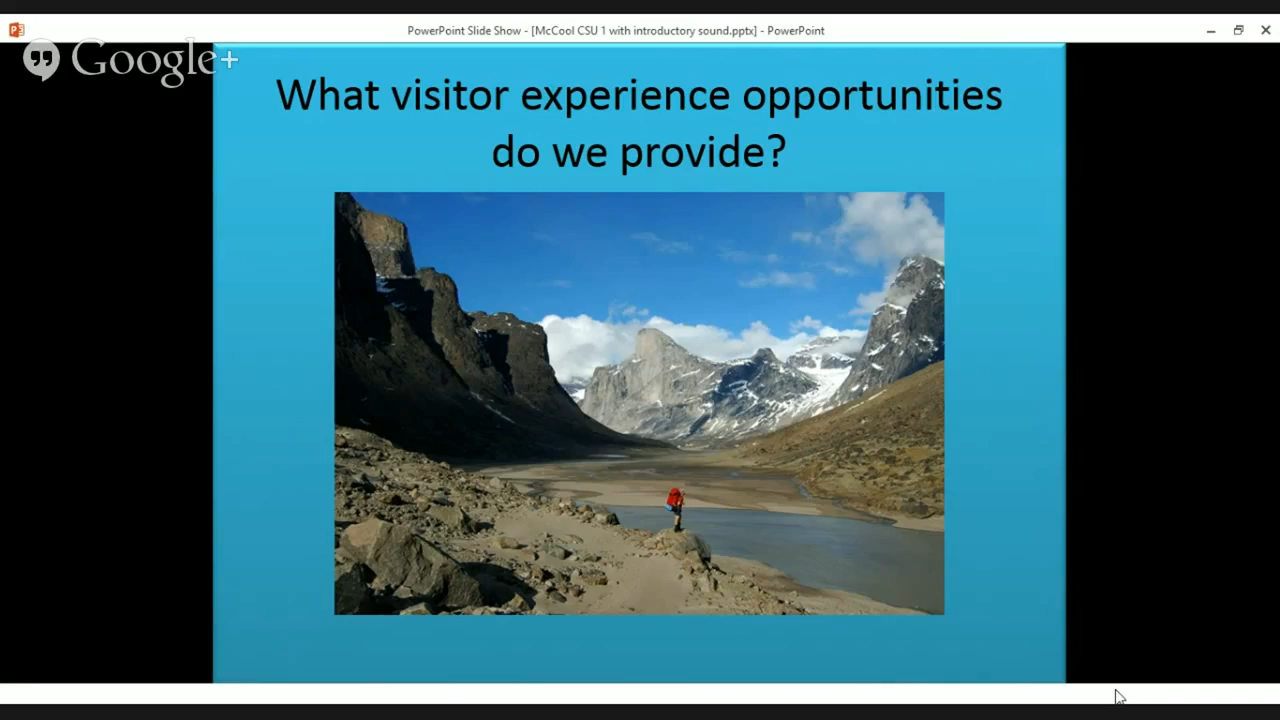 PowerPoint Slide Show - [McCool CSU 1 with introductory sound.pptx] - PowerPoint
Google+
What visitor experience opportunities
do we provide?